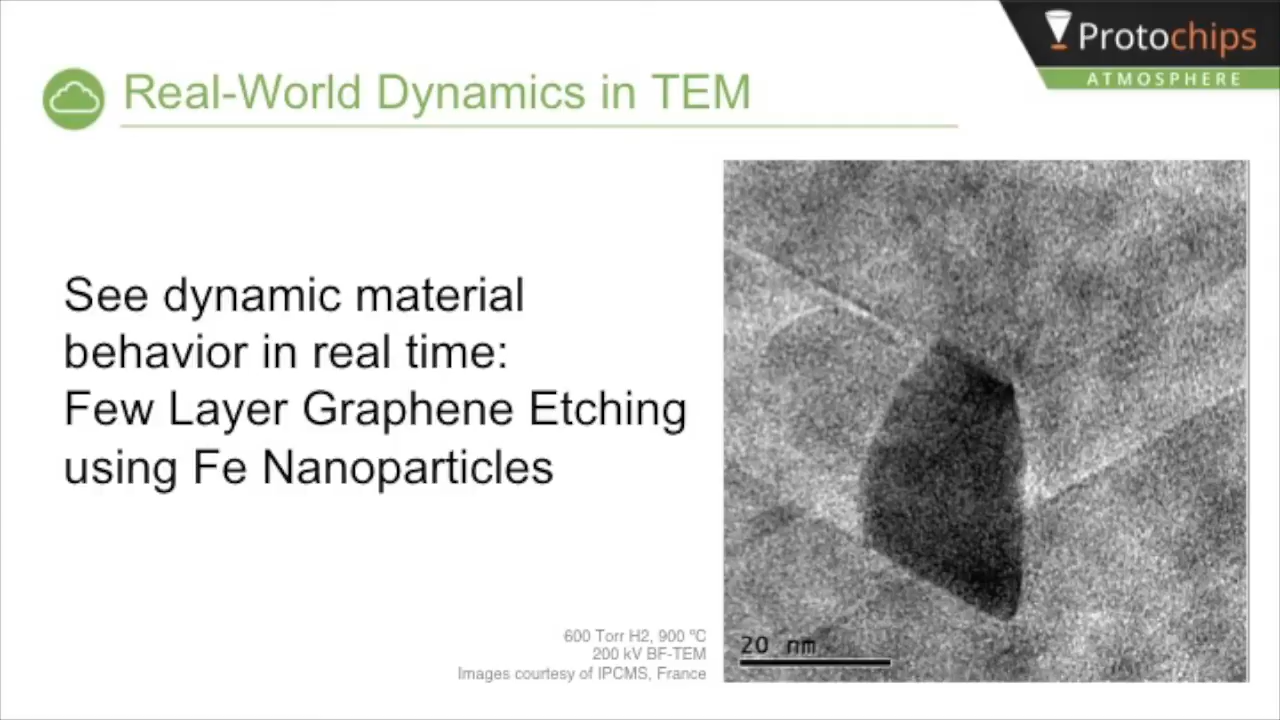 Protochips
ATMOSPHERE
Real-World Dynamics in TEM
See dynamic material
behavior in real time:
Few Layer Graphene Etching
using Fe Nanoparticles
600 Torr H2, 900 ºC
200 kV BF-TEM
Images courtesy of IPCMS, France
20 nm